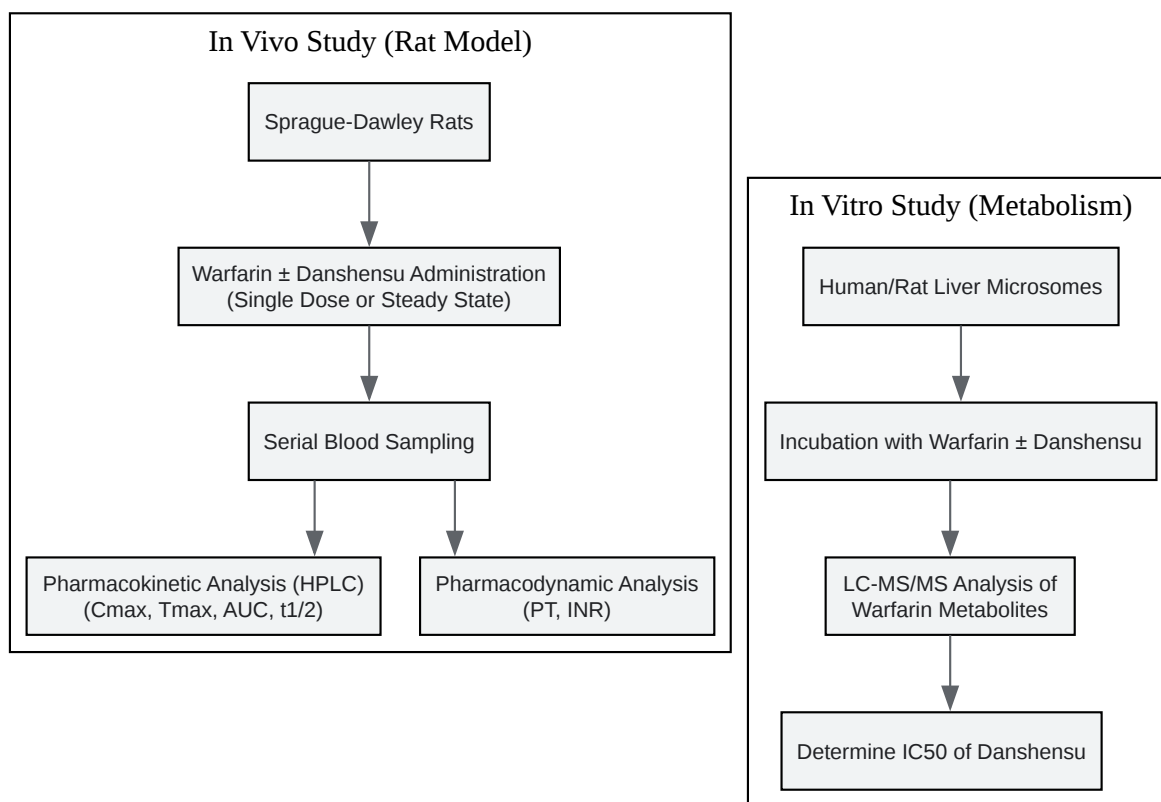 In Vivo Study (Rat Model)
Sprague-Dawley Rats
Warfarin ± Danshensu Administration
(Single Dose or Steady State)
Serial Blood Sampling
Pharmacokinetic Analysis (HPLC)
(Cmax, Tmax, AUC, t1/2)
Pharmacodynamic Analysis
(PT, INR)
In Vitro Study (Metabolism)
Human/Rat Liver Microsomes
Incubation with Warfarin ± Danshensu
LC-MS/MS Analysis of
Warfarin Metabolites
Determine IC50 of Danshensu